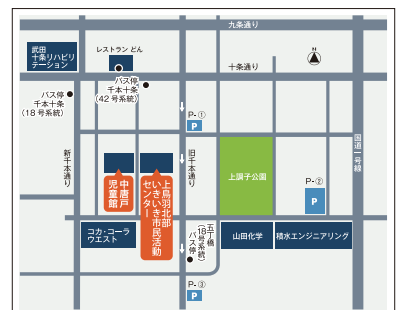 九条通り
武田
十条リハビリ
テーション
レストラン どん
十条通り
N
バス停
千本十条
(42号系統)
バス停
千本十条
(18号系統)
P-①
P
新千本通り
旧千本通り
国道一号線
中唐戸
児童館
上鳥羽北部
いきいき市民活動
センター
上調子公園
P-②
P
コカ・コーラ
ウエスト
五丁橋
(18号系統)
バス停
山田化学
積水エンジニアリング
P-③
P